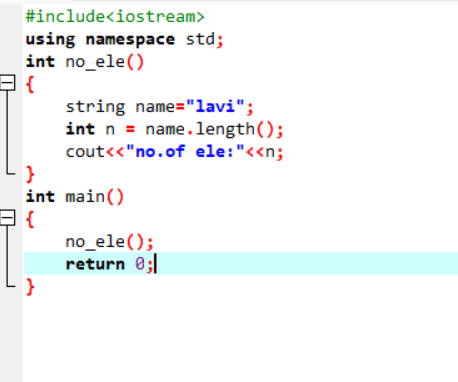 #include<iostream>
using namespace std;
int no_ele()
{
    string name="lavi";
    int n = name.length();
    cout<<"no.of ele:"<<n;
}
int main()
{
    no_ele();
    return 0;
}